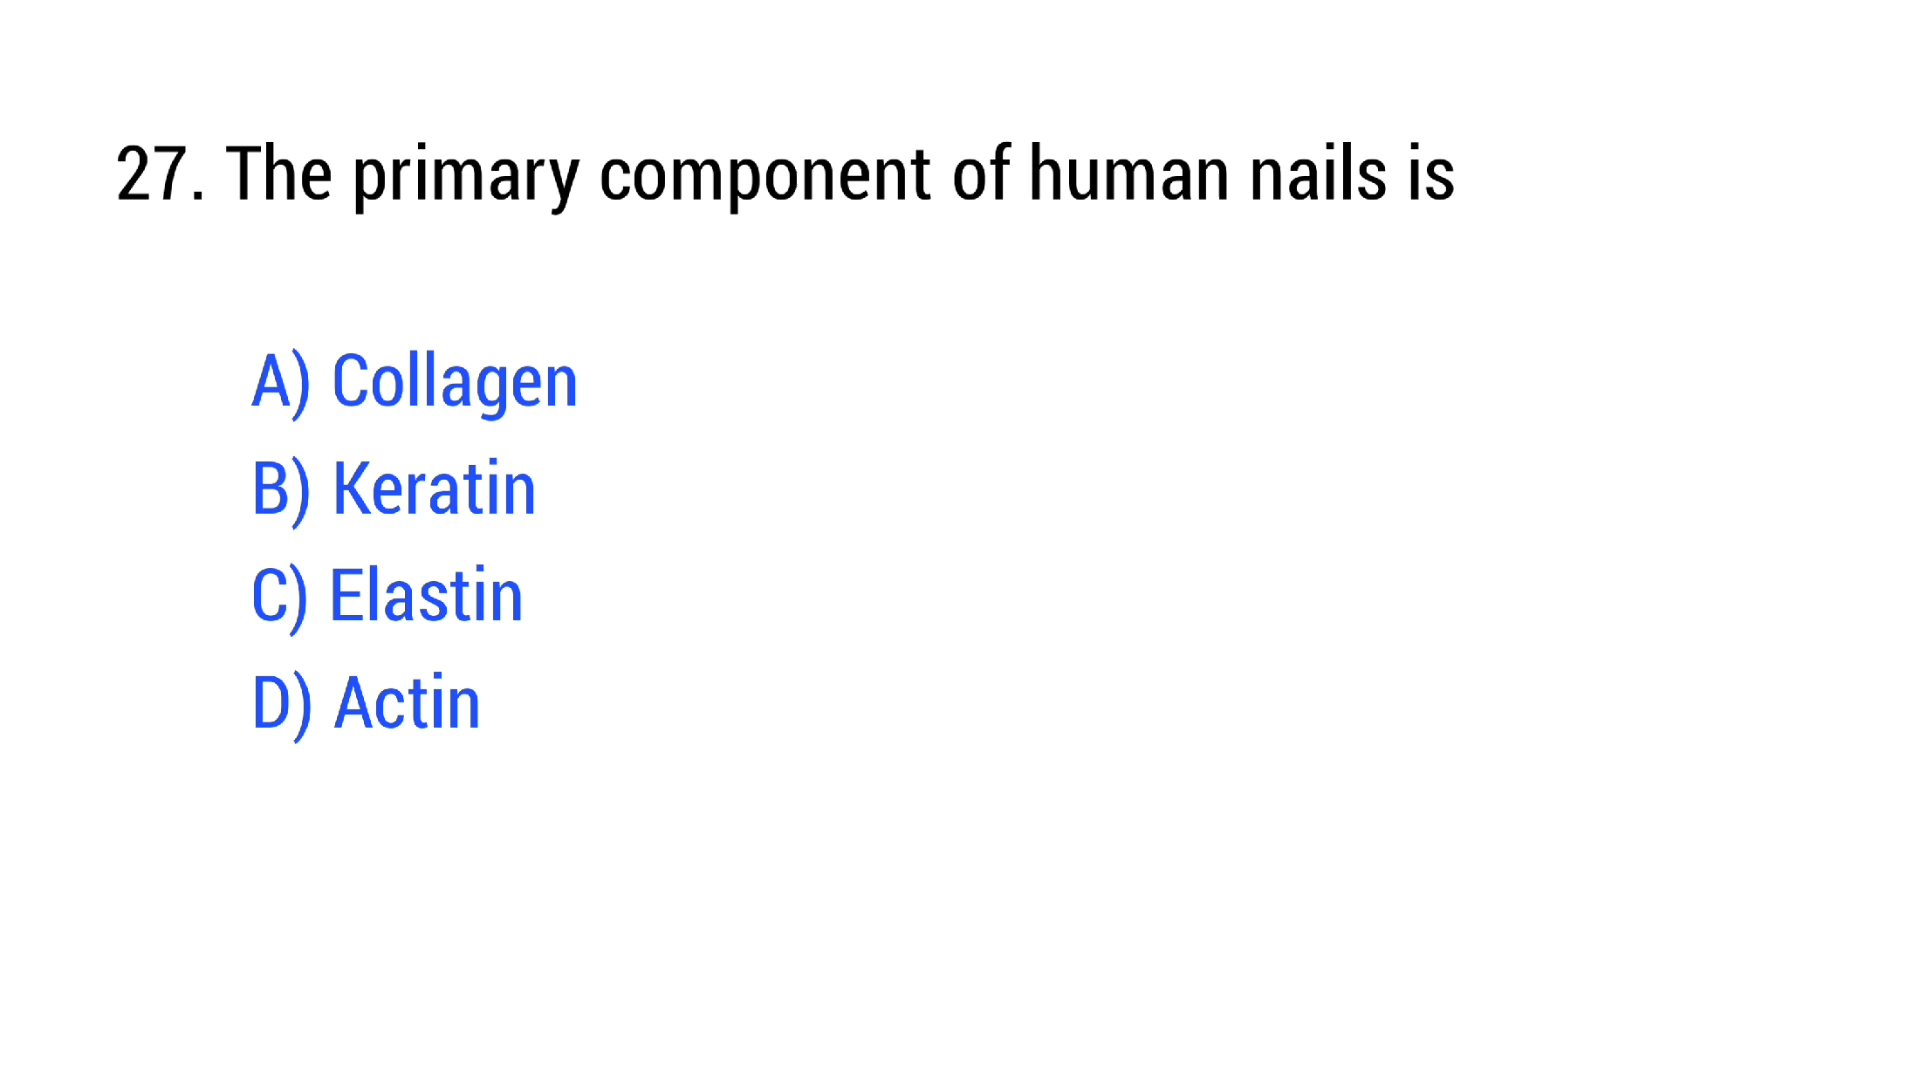 27. The primary component of human nails is
A) Collagen
B) Keratin
C) Elastin
D) Actin